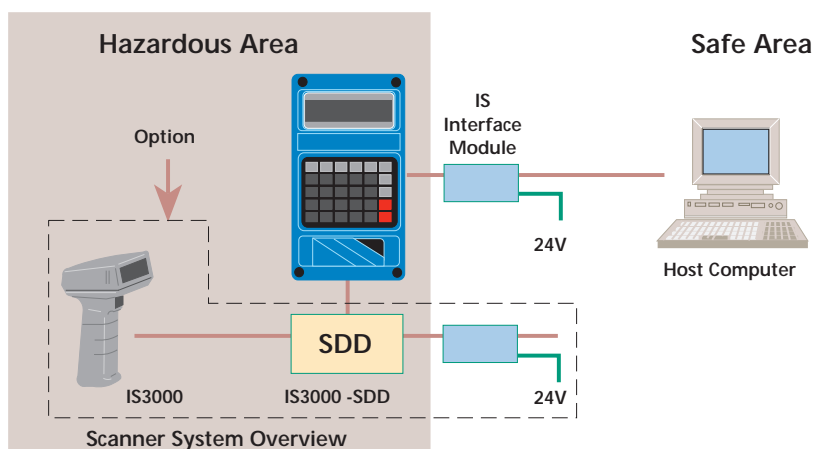 Hazardous Area
Safe Area
IS
Interface
Module
Option
24V
Host Computer
SDD
IS3000
IS3000 -SDD
24V
Scanner System Overview